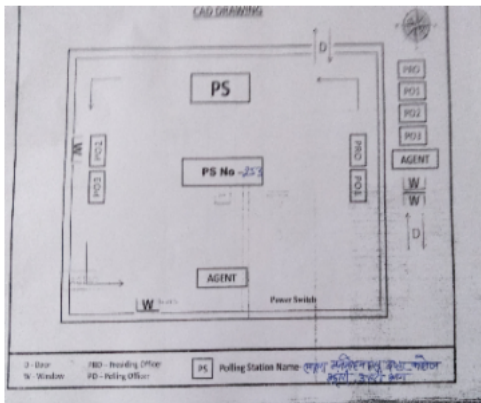 CAD DRAWING
D
PRO
PO1
PO2
PO3
AGENT
W
W
D
PS
W
PO2
PO3
PRO
PO1
PS No - 253
AGENT
W
Power Switch
D - Door
PRO - Presiding Officer
PS
Polling Station Name -
W - Window
PO - Polling Officer